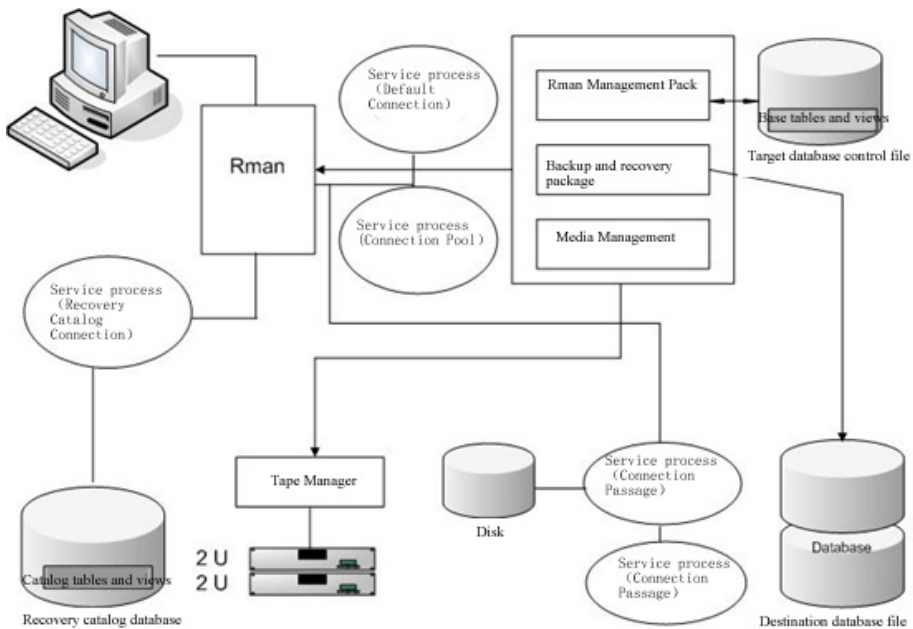 Service process
(Default
Connection)
Rman Management Pack
Base tables and views
Target database control file
Rman
Backup and recovery
package
Service process
(Connection Pool)
Media Management
Service process
(Recovery
Catalog
Connection)
Tape Manager
Service process
(Connection
Passage)
Disk
2 U
2 U
Database
Service process
(Connection
Passage)
Catalog tables and views
Recovery catalog database
Destination database file